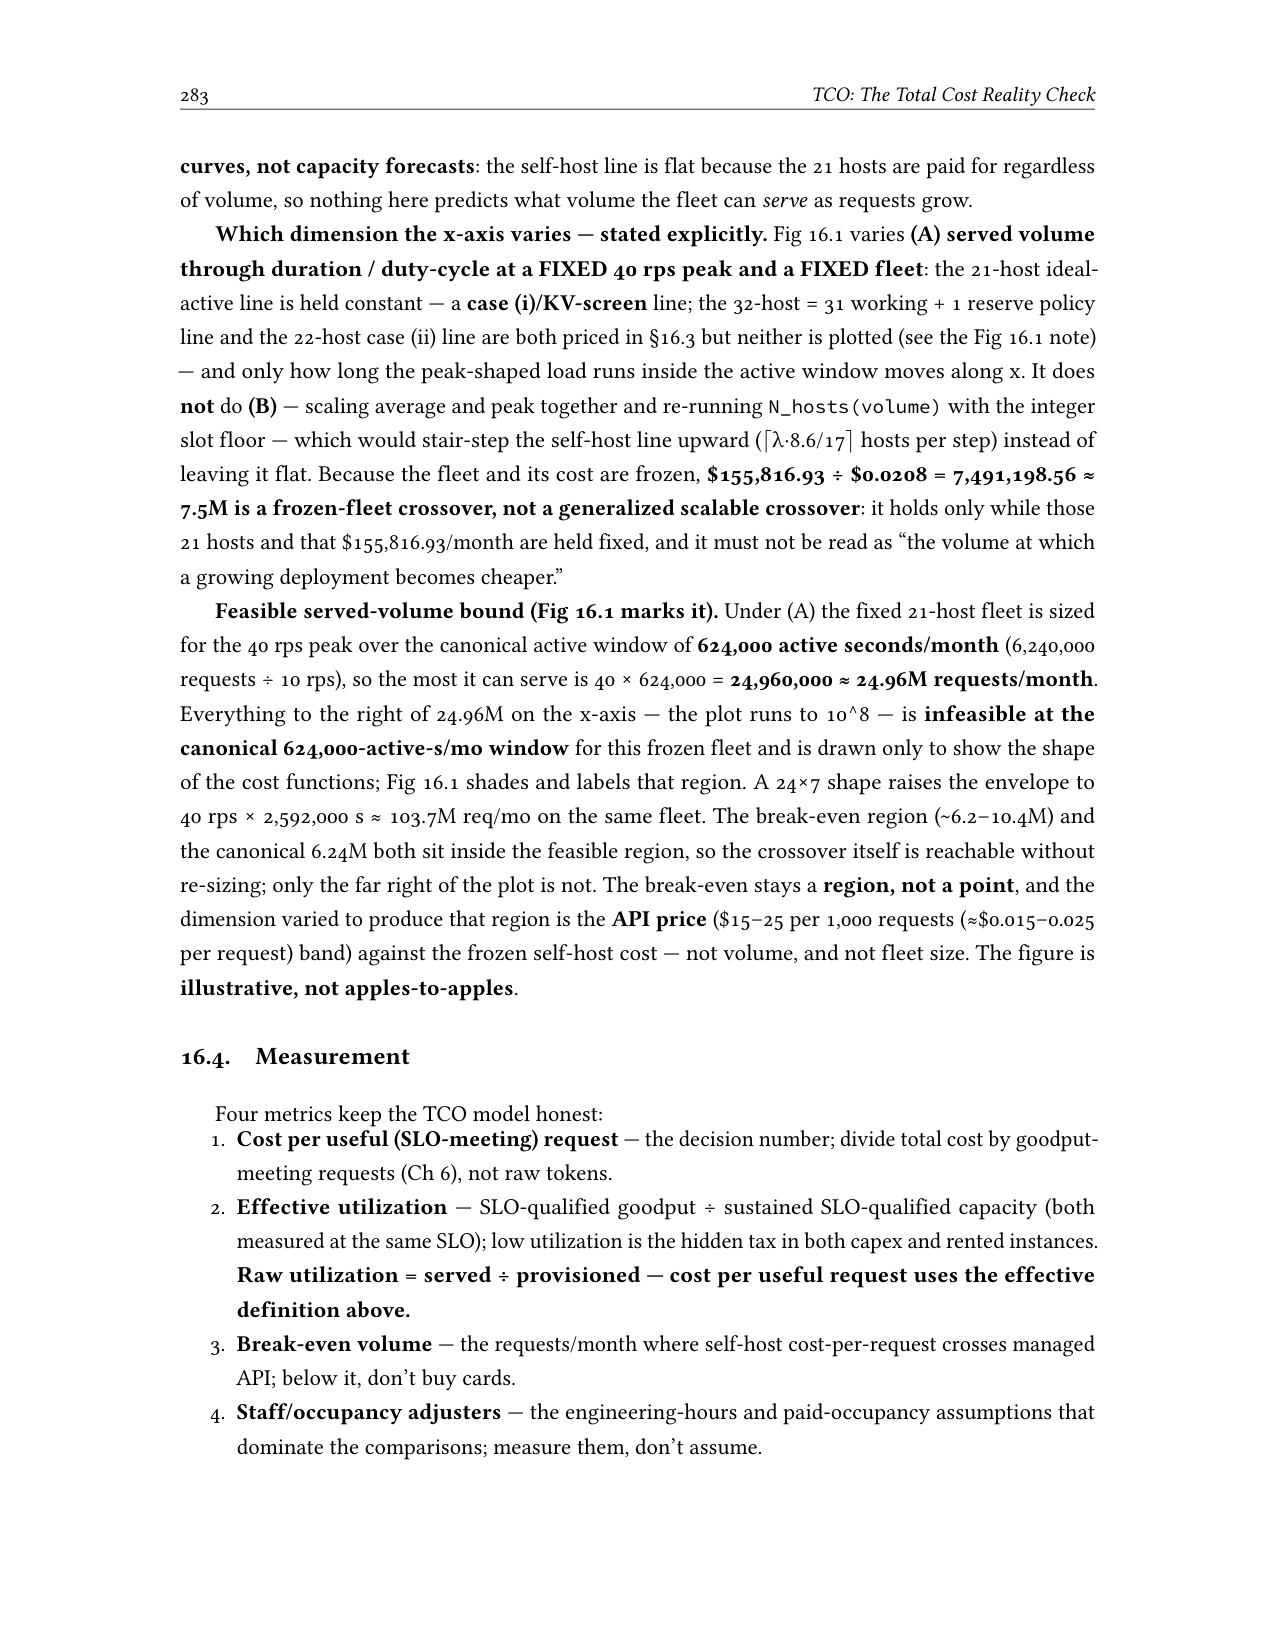 283 TCO: The Total Cost Reality Check
curves, not capacity forecasts: the self-host line is flat because the 21 hosts are paid for regardless
of volume, so nothing here predicts what volume the fleet can serve as requests grow.
Which dimension the x-axis varies — stated explicitly. Fig 16.1 varies (A) served volume
through duration / duty-cycle at a FIXED 40 rps peak and a FIXED fleet: the 21-host ideal-
active line is held constant — a case (i)/KV-screen line; the 32-host = 31 working + 1 reserve policy
line and the 22-host case (ii) line are both priced in §16.3 but neither is plotted (see the Fig 16.1 note)
— and only how long the peak-shaped load runs inside the active window moves along x. It does
not do (B) — scaling average and peak together and re-running N_hosts(volume) with the integer
slot floor — which would stair-step the self-host line upward (⌈λ·8.6/17⌉ hosts per step) instead of
leaving it flat. Because the fleet and its cost are frozen, $155,816.93 ÷ $0.0208 = 7,491,198.56 ≈
7.5M is a frozen-fleet crossover, not a generalized scalable crossover: it holds only while those
21 hosts and that $155,816.93/month are held fixed, and it must not be read as “the volume at which
a growing deployment becomes cheaper.”
Feasible served-volume bound (Fig 16.1 marks it). Under (A) the fixed 21-host fleet is sized
for the 40 rps peak over the canonical active window of 624,000 active seconds/month (6,240,000
requests ÷ 10 rps), so the most it can serve is 40 × 624,000 = 24,960,000 ≈ 24.96M requests/month.
Everything to the right of 24.96M on the x-axis — the plot runs to 10^8 — is infeasible at the
canonical 624,000-active-s/mo window for this frozen fleet and is drawn only to show the shape
of the cost functions; Fig 16.1 shades and labels that region. A 24×7 shape raises the envelope to
40 rps × 2,592,000 s ≈ 103.7M req/mo on the same fleet. The break-even region (~6.2–10.4M) and
the canonical 6.24M both sit inside the feasible region, so the crossover itself is reachable without
re-sizing; only the far right of the plot is not. The break-even stays a region, not a point, and the
dimension varied to produce that region is the API price ($15–25 per 1,000 requests (≈$0.015–0.025
per request) band) against the frozen self-host cost — not volume, and not fleet size. The figure is
illustrative, not apples-to-apples.
16.4. Measurement
Four metrics keep the TCO model honest:
1. Cost per useful (SLO-meeting) request — the decision number; divide total cost by goodput-
meeting requests (Ch 6), not raw tokens.
2. Effective utilization — SLO-qualified goodput ÷ sustained SLO-qualified capacity (both
measured at the same SLO); low utilization is the hidden tax in both capex and rented instances.
Raw utilization = served ÷ provisioned — cost per useful request uses the effective
definition above.
3. Break-even volume — the requests/month where self-host cost-per-request crosses managed
API; below it, don’t buy cards.
4. Staff/occupancy adjusters — the engineering-hours and paid-occupancy assumptions that
dominate the comparisons; measure them, don’t assume.